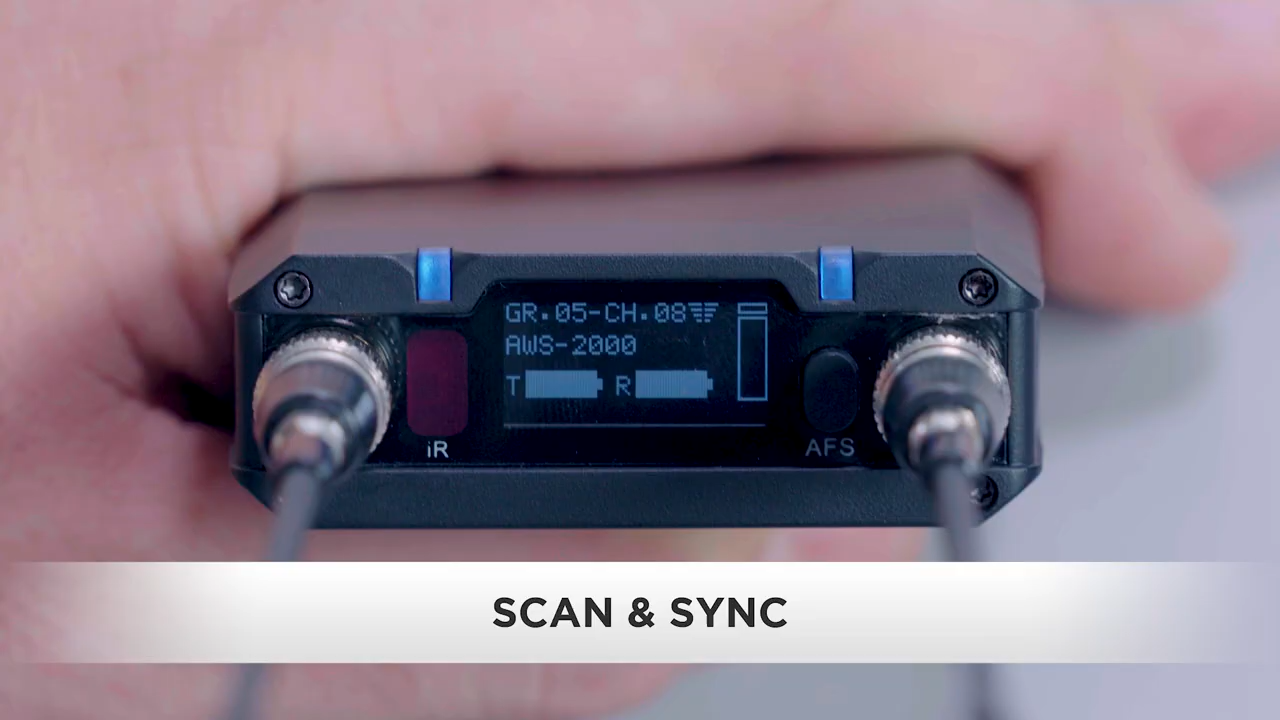 GR.05-CH.08
AWS-2000
T R
iR
AFS
SCAN & SYNC